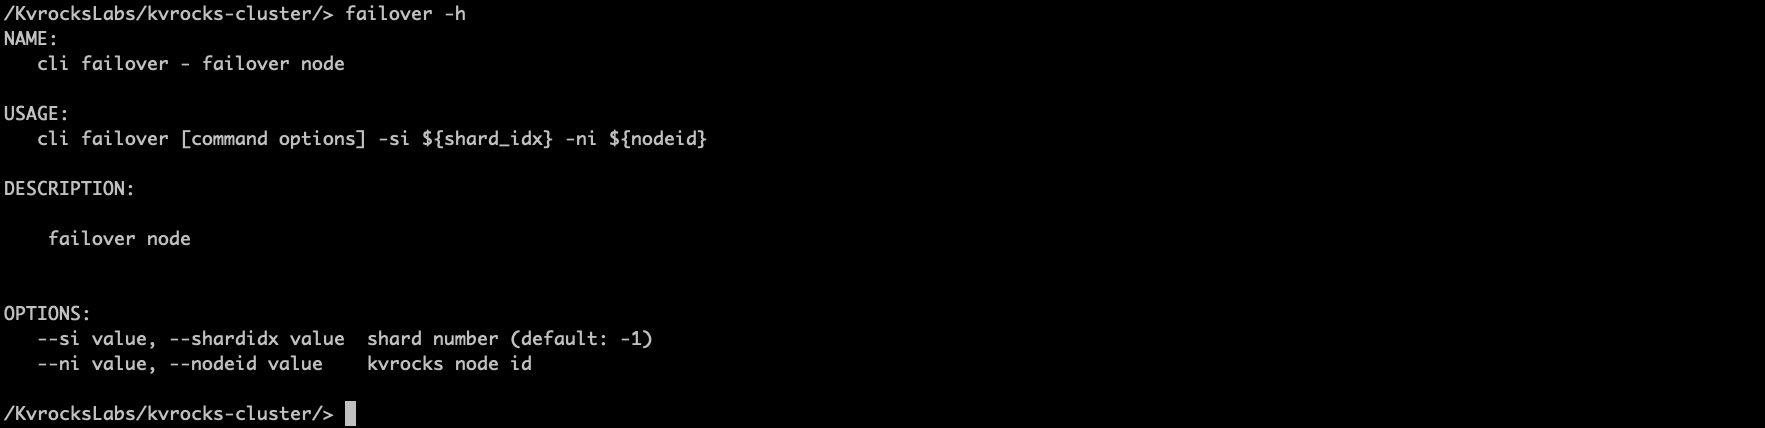 /KvrocksLabs/kvrocks-cluster/> failover -h
NAME:
   cli failover - failover node

USAGE:
   cli failover [command options] -si ${shard_idx} -ni ${nodeid}

DESCRIPTION:

    failover node


OPTIONS:
   --si value, --shardidx value  shard number (default: -1)
   --ni value, --nodeid value    kvrocks node id

/KvrocksLabs/kvrocks-cluster/>